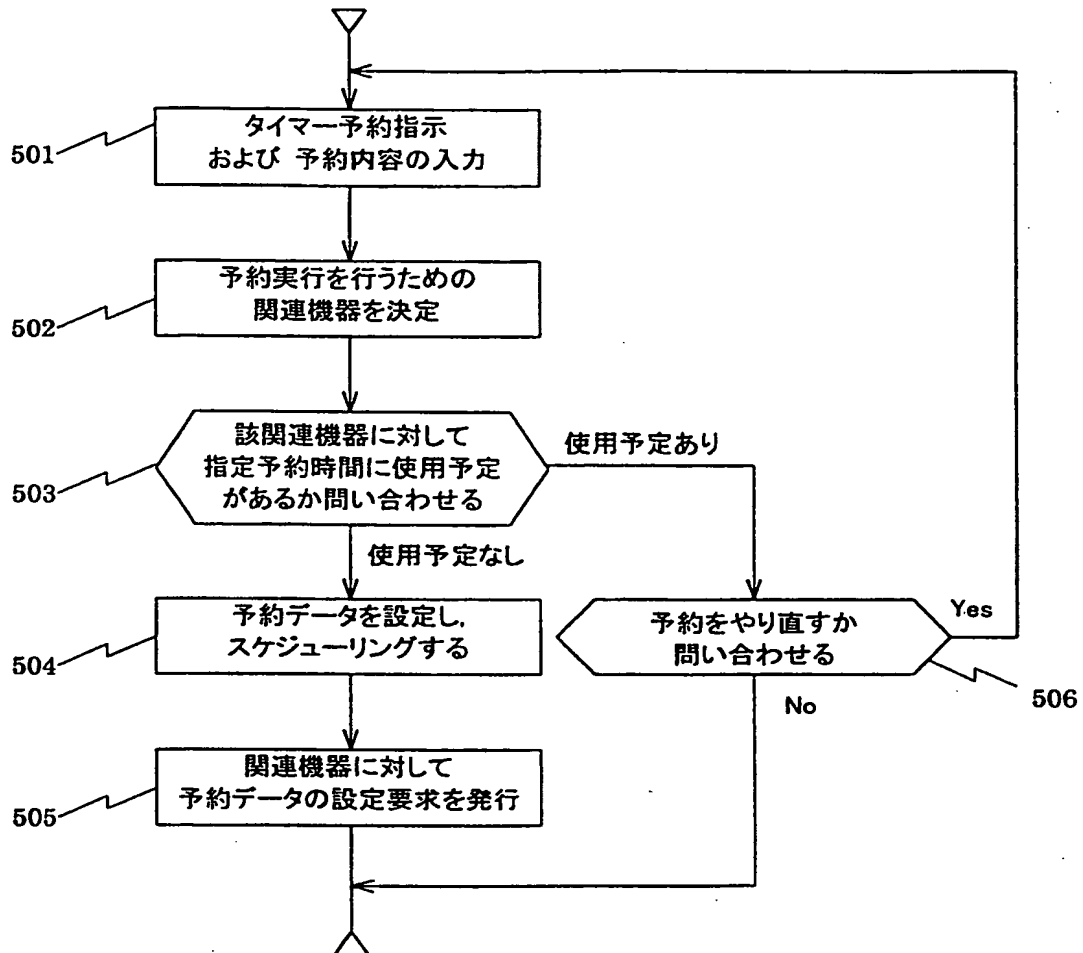 501
タイマー予約指示
および 予約内容の入力
502
予約実行を行うための
関連機器を決定
503
該関連機器に対して
指定予約時間に使用予定
があるか問い合わせる
使用予定あり
使用予定なし
504
予約データを設定し,
スケジューリングする
予約をやり直すか
問い合わせる
Yes
506
No
505
関連機器に対して
予約データの設定要求を発行